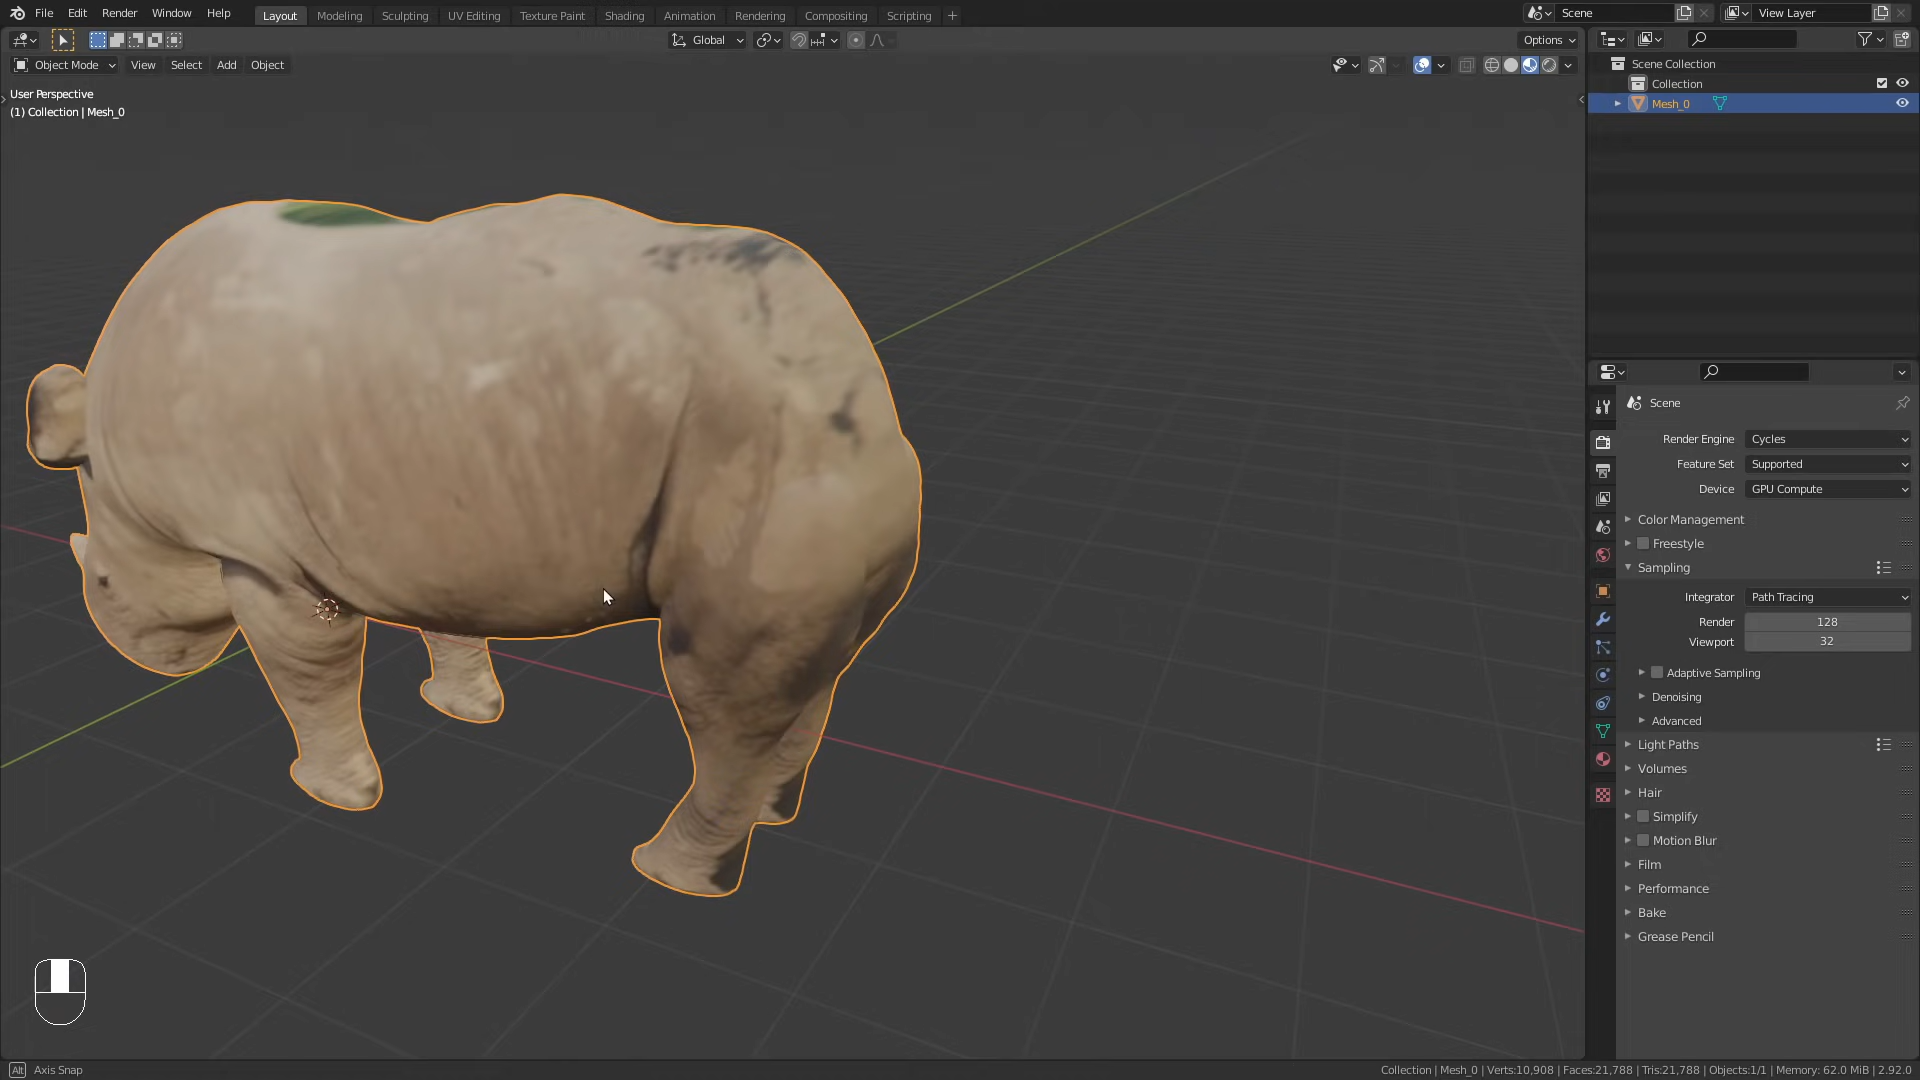 File Edit Render Window Help
Layout Modeling Sculpting UV Editing Texture Paint Shading Animation Rendering Compositing Scripting +
Scene
View Layer
Global
Options
Object Mode View Select Add Object
User Perspective
(1) Collection | Mesh_0
Scene Collection
Collection
Mesh_0
Scene
Render Engine Cycles
Feature Set Supported
Device GPU Compute
Color Management
Freestyle
Sampling
Integrator Path Tracing
Render 128
Viewport 32
Adaptive Sampling
Denoising
Advanced
Light Paths
Volumes
Hair
Simplify
Motion Blur
Film
Performance
Bake
Grease Pencil
Alt Axis Snap
Collection | Mesh_0 | Verts:10,908 | Faces:21,788 | Tris:21,788 | Objects:1/1 | Memory: 62.0 MiB | 2.92.0